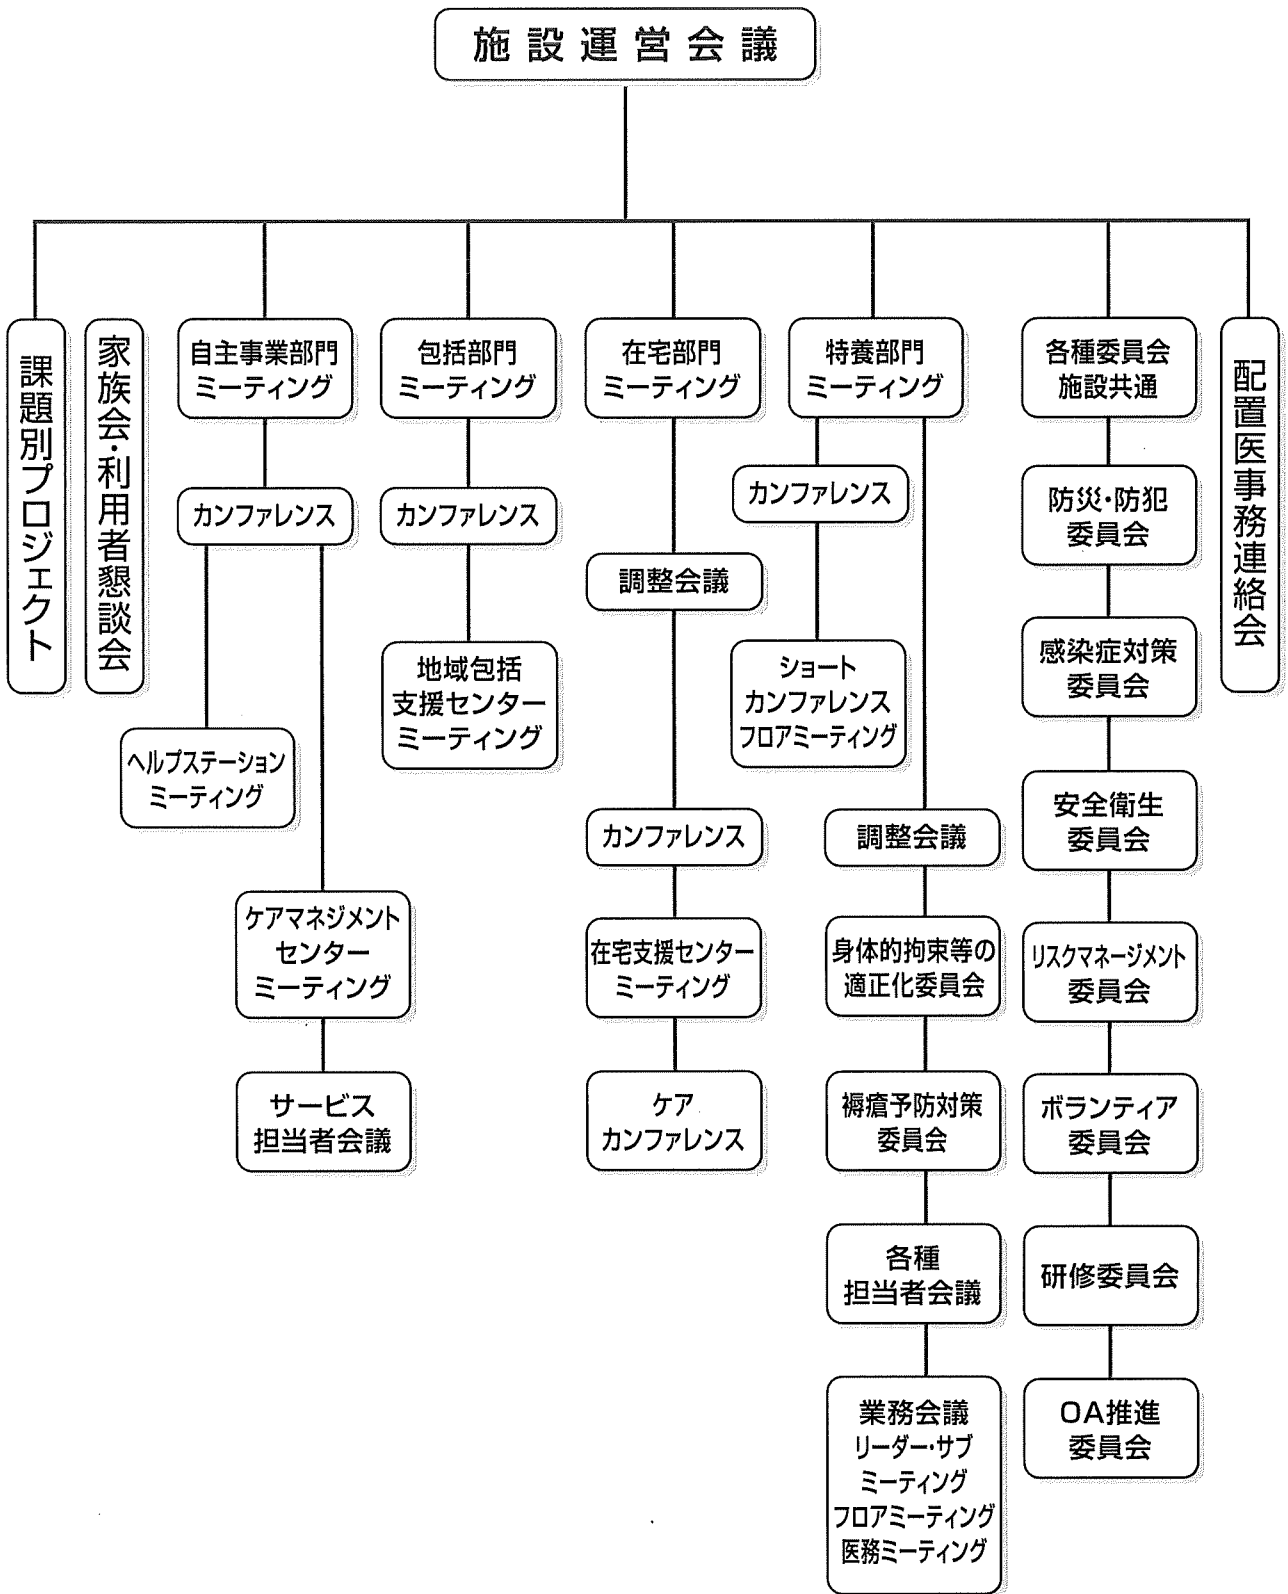 施設運営会議
課題別プロジェクト
家族会・利用者懇談会
自主事業部門
ミーティング
カンファレンス
ヘルプステーション
ミーティング
ケアマネジメント
センター
ミーティング
サービス
担当者会議
包括部門
ミーティング
カンファレンス
地域包括
支援センター
ミーティング
在宅部門
ミーティング
調整会議
カンファレンス
在宅支援センター
ミーティング
ケア
カンファレンス
特養部門
ミーティング
カンファレンス
ショート
カンファレンス
フロアミーティング
調整会議
身体的拘束等の
適正化委員会
褥瘡予防対策
委員会
各種
担当者会議
業務会議
リーダー・サブ
ミーティング
フロアミーティング
医務ミーティング
各種委員会
施設共通
防災・防犯
委員会
感染症対策
委員会
安全衛生
委員会
リスクマネージメント
委員会
ボランティア
委員会
研修委員会
OA推進
委員会
配置医事務連絡会